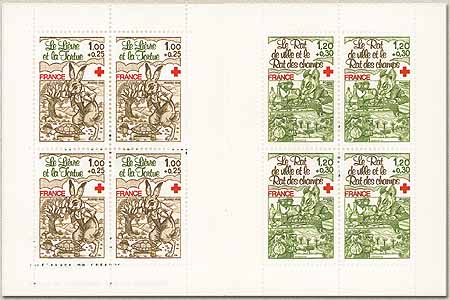 Le Lièvre
et la Tortue
1.00
+0.25
FRANCE
Le Lièvre
et la Tortue
1.00
+0.25
FRANCE
Le Rat
de ville et le
Rat des champs
1.20
+0.30
FRANCE
Le Rat
de ville et le
Rat des champs
1.20
+0.30
FRANCE
Le Lièvre
et la Tortue
1.00
+0.25
FRANCE
Le Lièvre
et la Tortue
1.00
+0.25
FRANCE
Le Rat
de ville et le
Rat des champs
1.20
+0.30
FRANCE
Le Rat
de ville et le
Rat des champs
1.20
+0.30
FRANCE